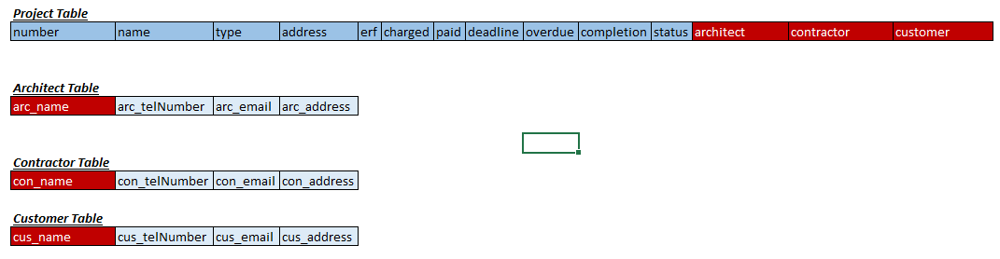 Project Table
number name type address erf charged paid deadline overdue completion status architect contractor customer
Architect Table
arc_name arc_telNumber arc_email arc_address
Contractor Table
con_name con_telNumber con_email con_address
Customer Table
cus_name cus_telNumber cus_email cus_address